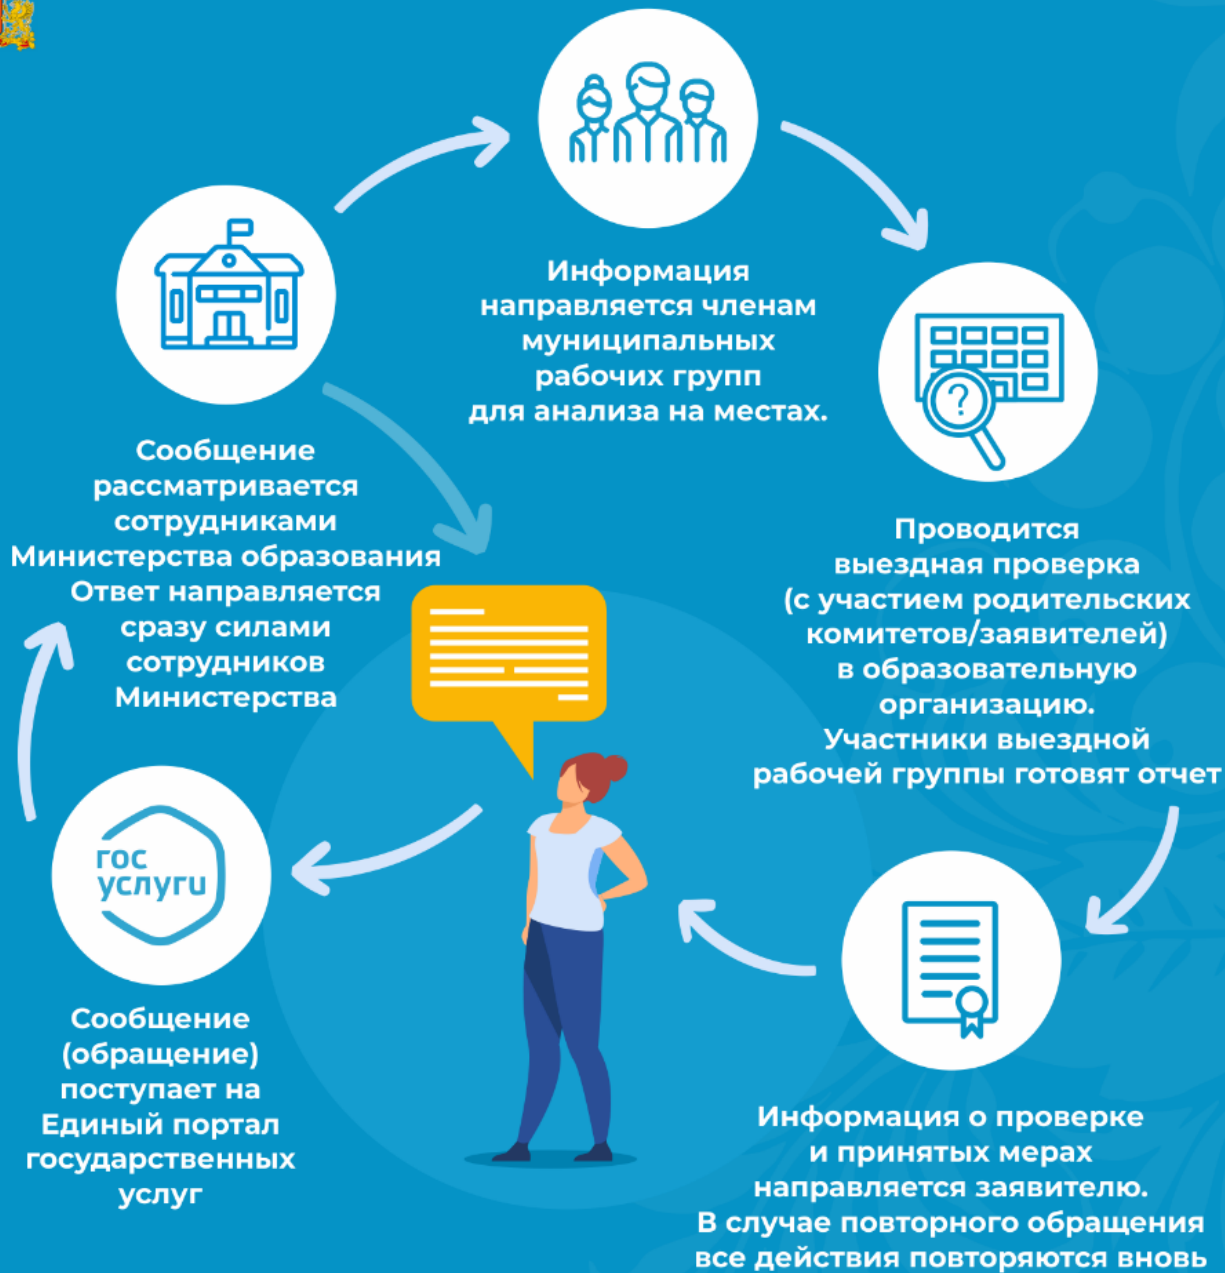 Информация
направляется членам
муниципальных
рабочих групп
для анализа на местах.
?
Сообщение
рассматривается
сотрудниками
Министерства образования
Ответ направляется
сразу силами
сотрудников
Министерства
Проводится
выездная проверка
(с участием родительских
комитетов/заявителей)
в образовательную
организацию.
Участники выездной
рабочей группы готовят отчет
гос
услуги
Сообщение
(обращение)
поступает на
Единый портал
государственных
услуг
Информация о проверке
и принятых мерах
направляется заявителю.
В случае повторного обращения
все действия повторяются вновь